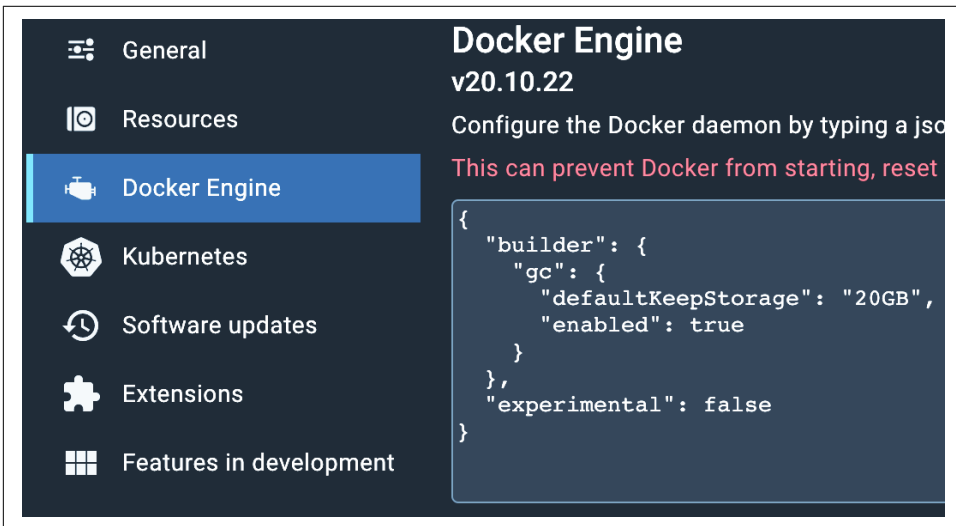 General
Resources
Docker Engine
Kubernetes
Software updates
Extensions
Features in development
Docker Engine
v20.10.22
Configure the Docker daemon by typing a jso
This can prevent Docker from starting, reset
{
  "builder": {
    "gc": {
      "defaultKeepStorage": "20GB",
      "enabled": true
    }
  },
  "experimental": false
}